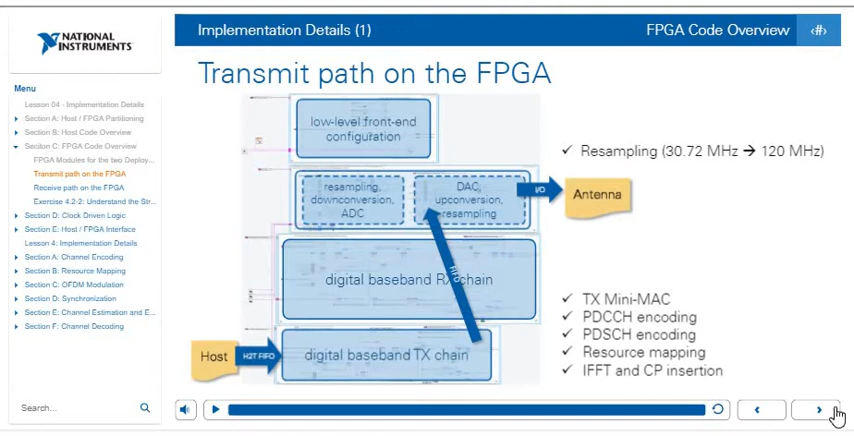 NATIONAL
INSTRUMENTS
Implementation Details (1)
FPGA Code Overview
‹#›
Menu
Lesson 04 - Implementation Details
Section A: Host / FPGA Partitioning
Section B: Host Code Overview
Seciton C: FPGA Code Overview
FPGA Modules for the two Deploy...
Transmit path on the FPGA
Receive path on the FPGA
Exercise 4.2-2: Understand the Str...
Section D: Clock Driven Logic
Section E: Host / FPGA Interface
Lesson 4: Implementation Details
Section A: Channel Encoding
Section B: Resource Mapping
Section C: OFDM Modulation
Section D: Synchronization
Section E: Channel Estimation and E...
Section F: Channel Decoding
Search...
Transmit path on the FPGA
low-level front-end
configuration
resampling,
downconversion,
ADC
DAC,
upconversion,
resampling
I/O
Antenna
FIFO
digital baseband RX chain
Host
H2T FIFO
digital baseband TX chain
✓ Resampling (30.72 MHz → 120 MHz)
✓ TX Mini-MAC
✓ PDCCH encoding
✓ PDSCH encoding
✓ Resource mapping
✓ IFFT and CP insertion